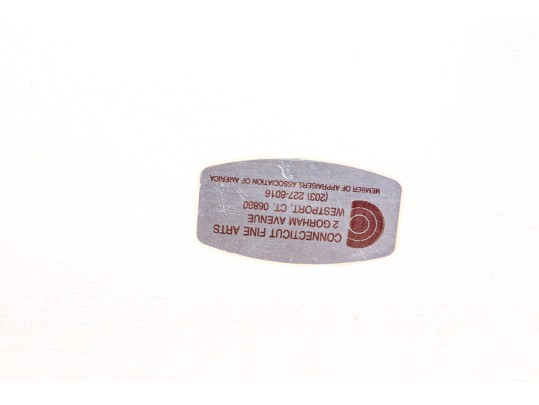 CONNECTICUT FINE ARTS
2 GORHAM AVENUE
WESTPORT, CT. 06880
(203) 227-8016
MEMBER OF APPRAISERS ASSOCIATION OF AMERICA